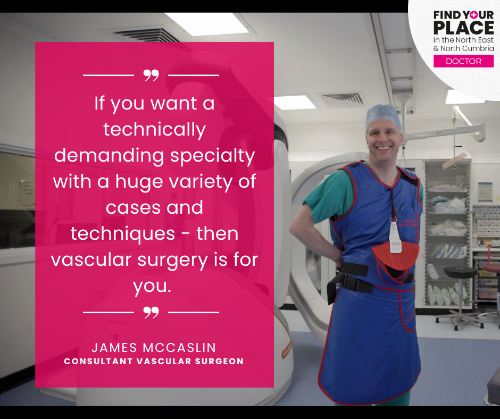 FIND YOUR
PLACE
in the North East
& North Cumbria
DOCTOR
”
If you want a
technically
demanding specialty
with a huge variety of
cases and
techniques - then
vascular surgery is for
you.
”
JAMES MCCASLIN
CONSULTANT VASCULAR SURGEON